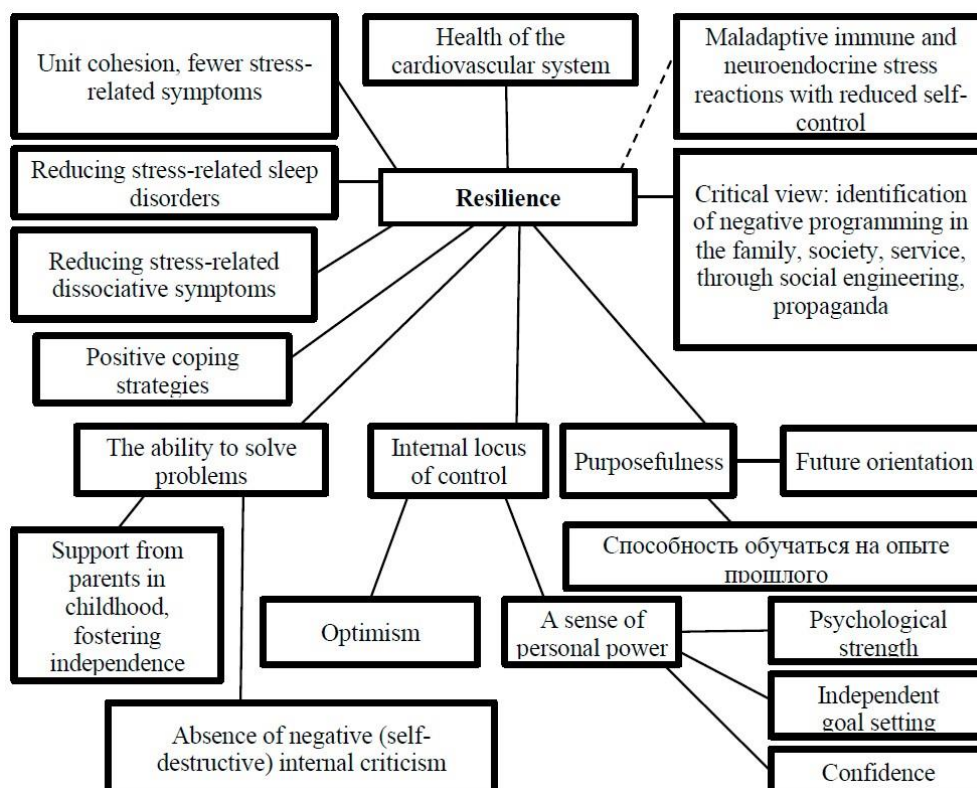 Unit cohesion, fewer stress-
related symptoms
Health of the
cardiovascular system
Maladaptive immune and
neuroendocrine stress
reactions with reduced self-
control
Reducing stress-related sleep
disorders
Resilience
Critical view: identification
of negative programming in
the family, society, service,
through social engineering,
propaganda
Reducing stress-related
dissociative symptoms
Positive coping
strategies
The ability to solve
problems
Internal locus
of control
Purposefulness
Future orientation
Support from
parents in
childhood,
fostering
independence
Способность обучаться на опыте
прошлого
Optimism
A sense of
personal power
Psychological
strength
Independent
goal setting
Absence of negative (self-
destructive) internal criticism
Confidence